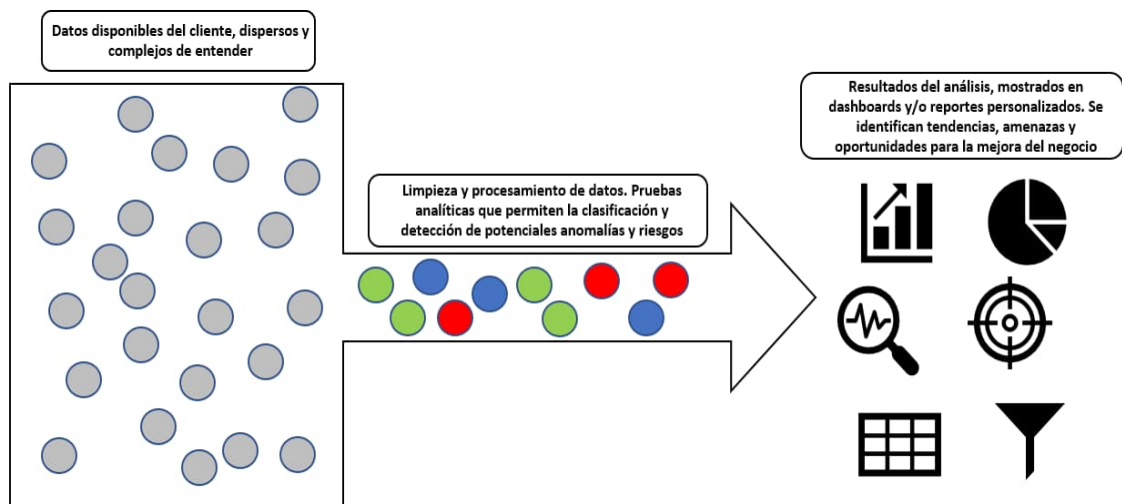 Datos disponibles del cliente, dispersos y
complejos de entender
Limpieza y procesamiento de datos. Pruebas
analíticas que permiten la clasificación y
detección de potenciales anomalías y riesgos
Resultados del análisis, mostrados en
dashboards y/o reportes personalizados. Se
identifican tendencias, amenazas y
oportunidades para la mejora del negocio